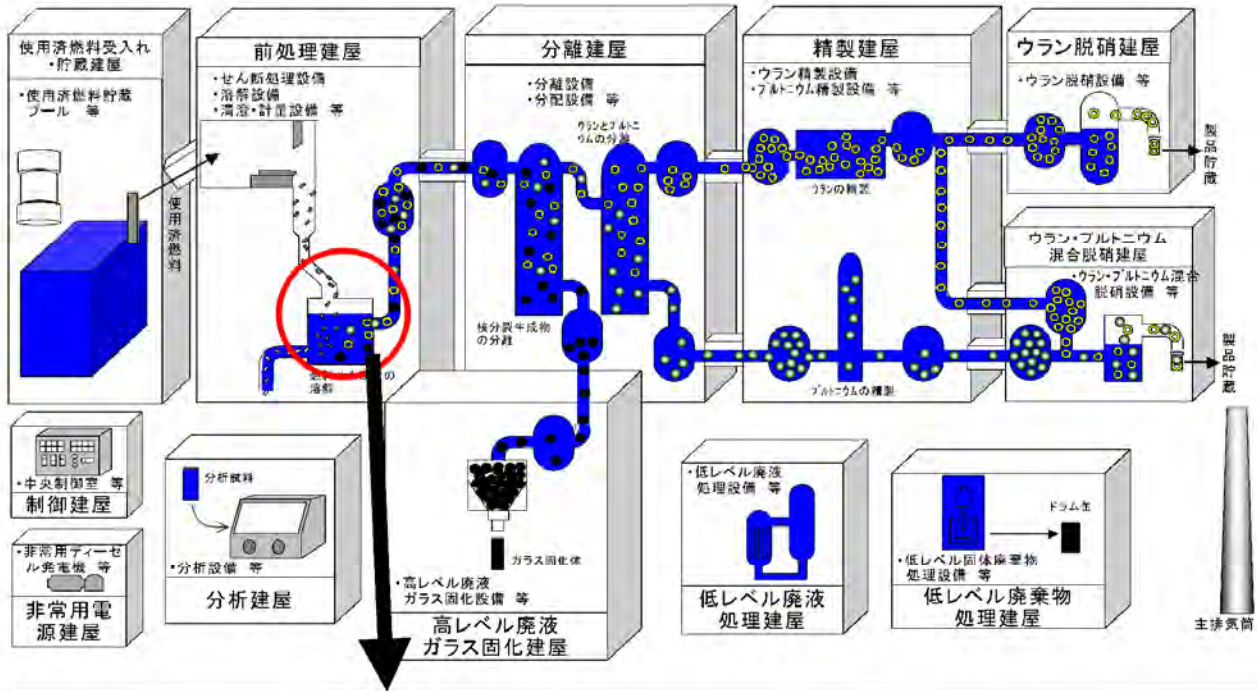 使用済燃料受入れ
・貯蔵建屋
・使用済燃料貯蔵
プール 等
使用済燃料
前処理建屋
・せん断処理設備
・溶解設備
・清澄・計量設備 等
溶解
分離建屋
・分離設備
・分配設備 等
ウランとプルトニ
ウムの分離
核分裂生成物
の分離
精製建屋
・ウラン精製設備
・プルトニウム精製設備 等
ウランの精製
プルトニウムの精製
ウラン脱硝建屋
・ウラン脱硝設備 等
製品貯蔵
ウラン・プルトニウム
混合脱硝建屋
・ウラン・プルトニウム混合
脱硝設備 等
製品貯蔵
・中央制御室 等
制御建屋
・非常用ディーゼ
ル発電機 等
非常用電
源建屋
分析試料
・分析設備 等
分析建屋
ガラス固化体
・高レベル廃液
ガラス固化設備 等
高レベル廃液
ガラス固化建屋
・低レベル廃液
処理設備 等
低レベル廃液
処理建屋
ドラム缶
・低レベル固体廃棄物
処理設備 等
低レベル廃棄物
処理建屋
主排気筒